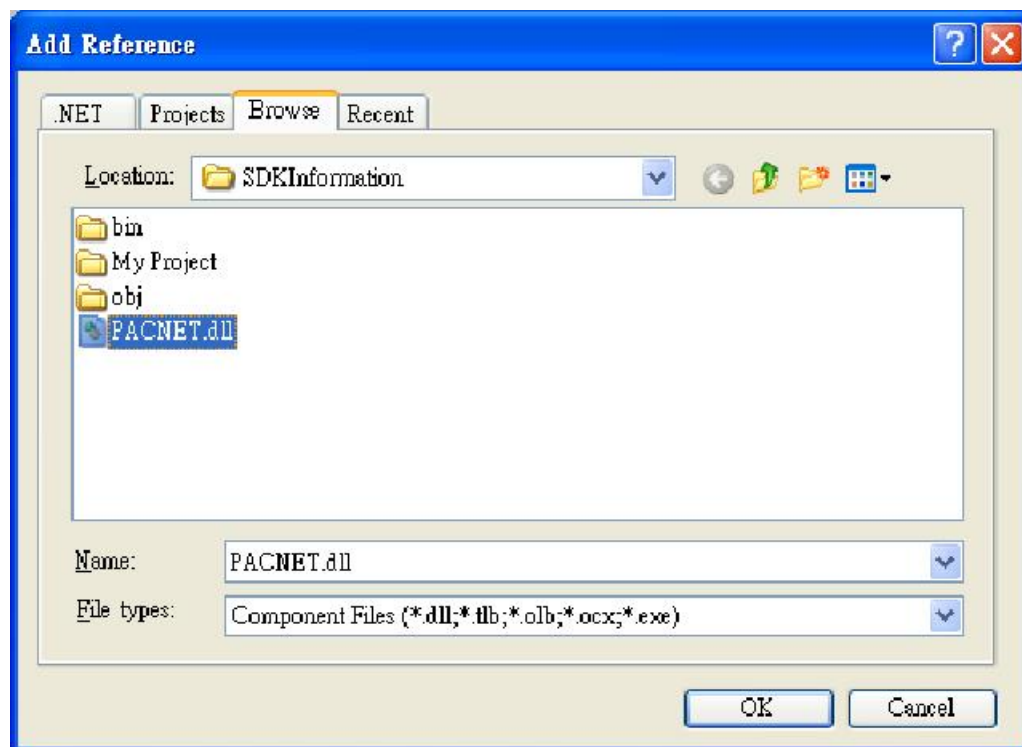 Add Reference
.NET Projects Browse Recent
Location: SDKInformation
bin
My Project
obj
PACNET.dll
Name: PACNET.dll
File types: Component Files (*.dll;*.tlb;*.olb;*.ocx;*.exe)
OK Cancel